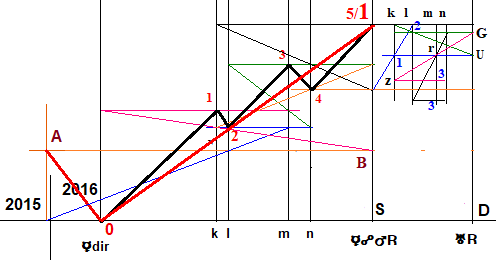 5/1
k l m n
2
G
r
U
1
3
z
3
3
1
4
A
2
B
2016
2015
S
D
0
k l m n
☿dir
☿☍♂R
♅R